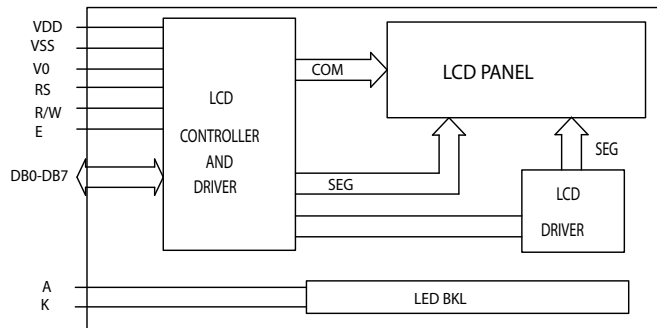 VDD
VSS
V0
RS
R/W
E
DB0-DB7
A
K
LCD
CONTROLLER
AND
DRIVER
COM
SEG
LCD PANEL
SEG
LCD
DRIVER
LED BKL